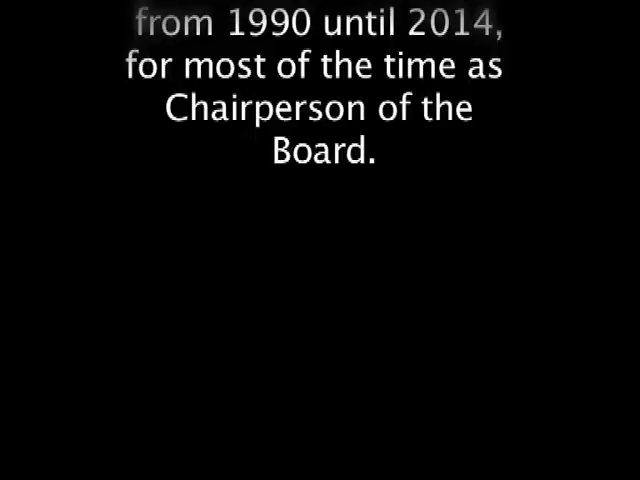 from 1990 until 2014,
for most of the time as
Chairperson of the
Board.